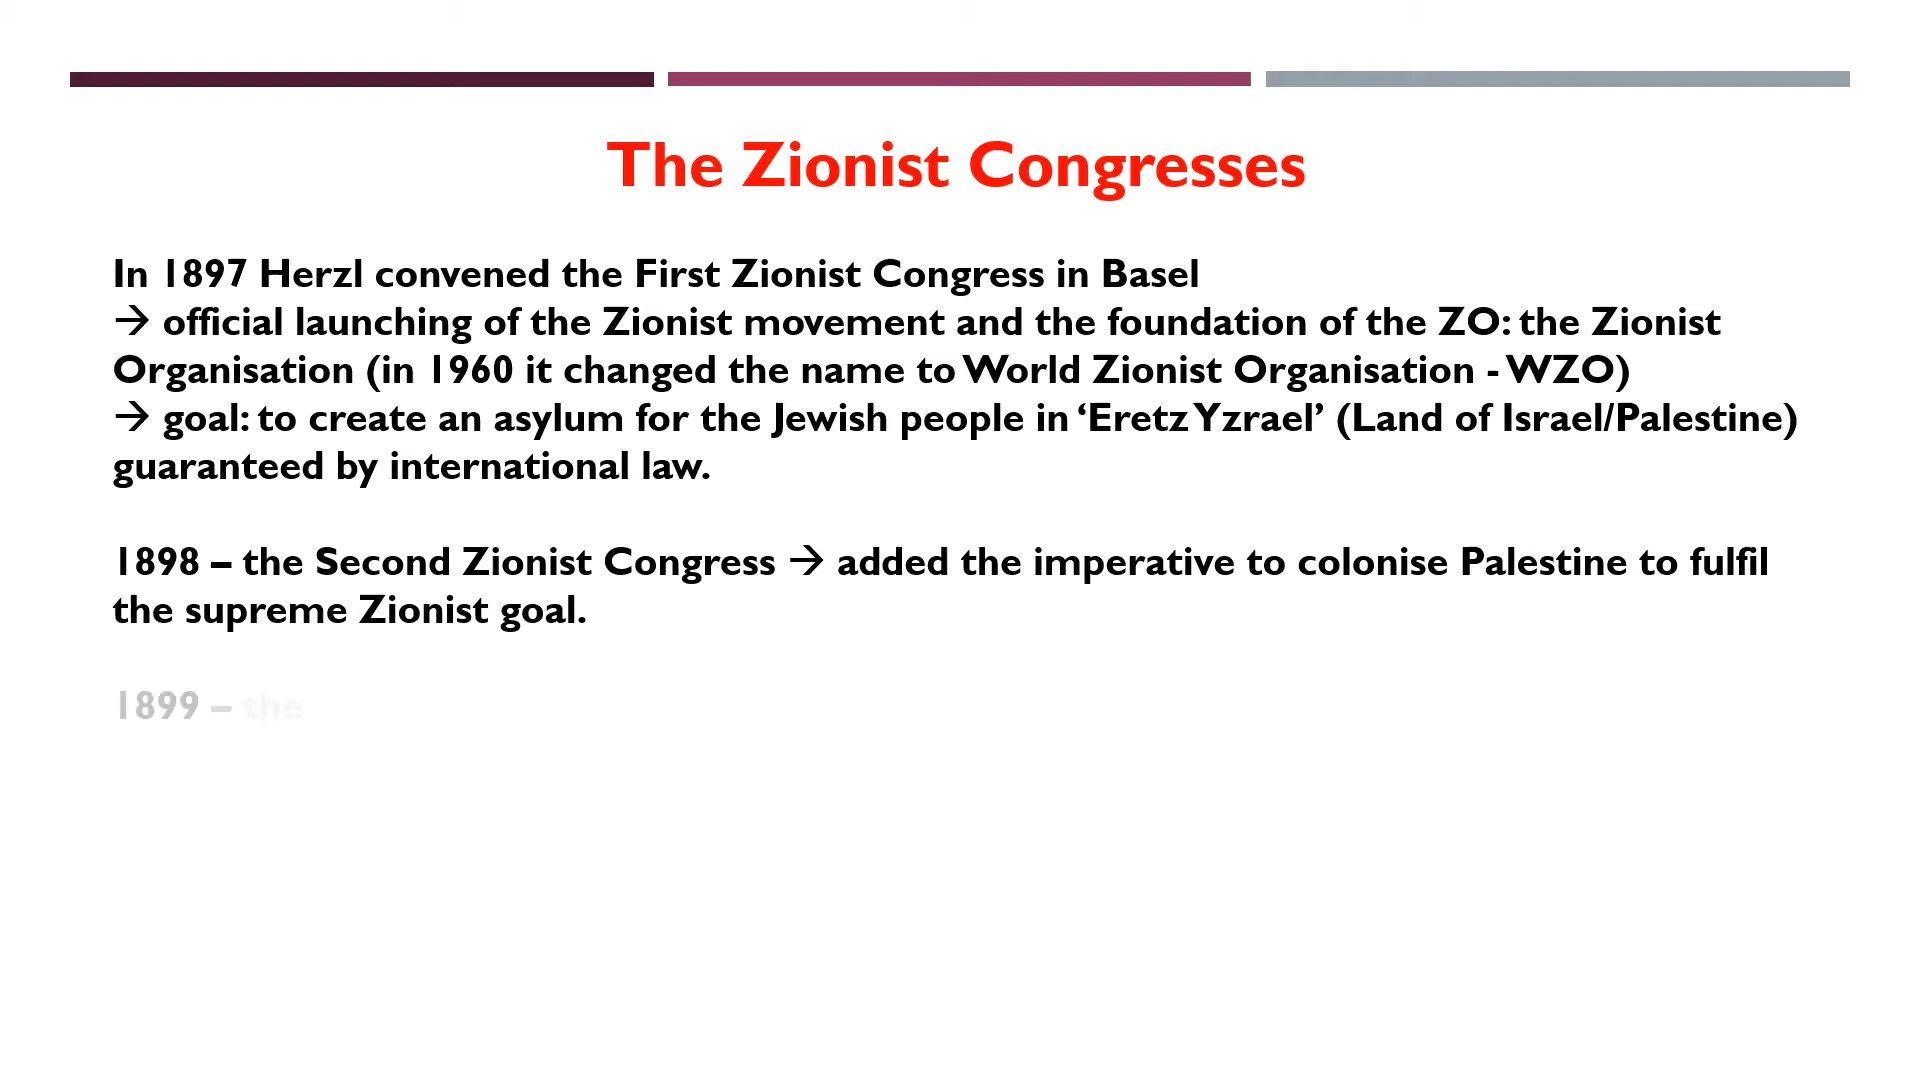 The Zionist Congresses
In 1897 Herzl convened the First Zionist Congress in Basel
→ official launching of the Zionist movement and the foundation of the ZO: the Zionist
Organisation (in 1960 it changed the name to World Zionist Organisation - WZO)
→ goal: to create an asylum for the Jewish people in ‘Eretz Yzrael’ (Land of Israel/Palestine)
guaranteed by international law.
1898 – the Second Zionist Congress → added the imperative to colonise Palestine to fulfil
the supreme Zionist goal.
1899 – the